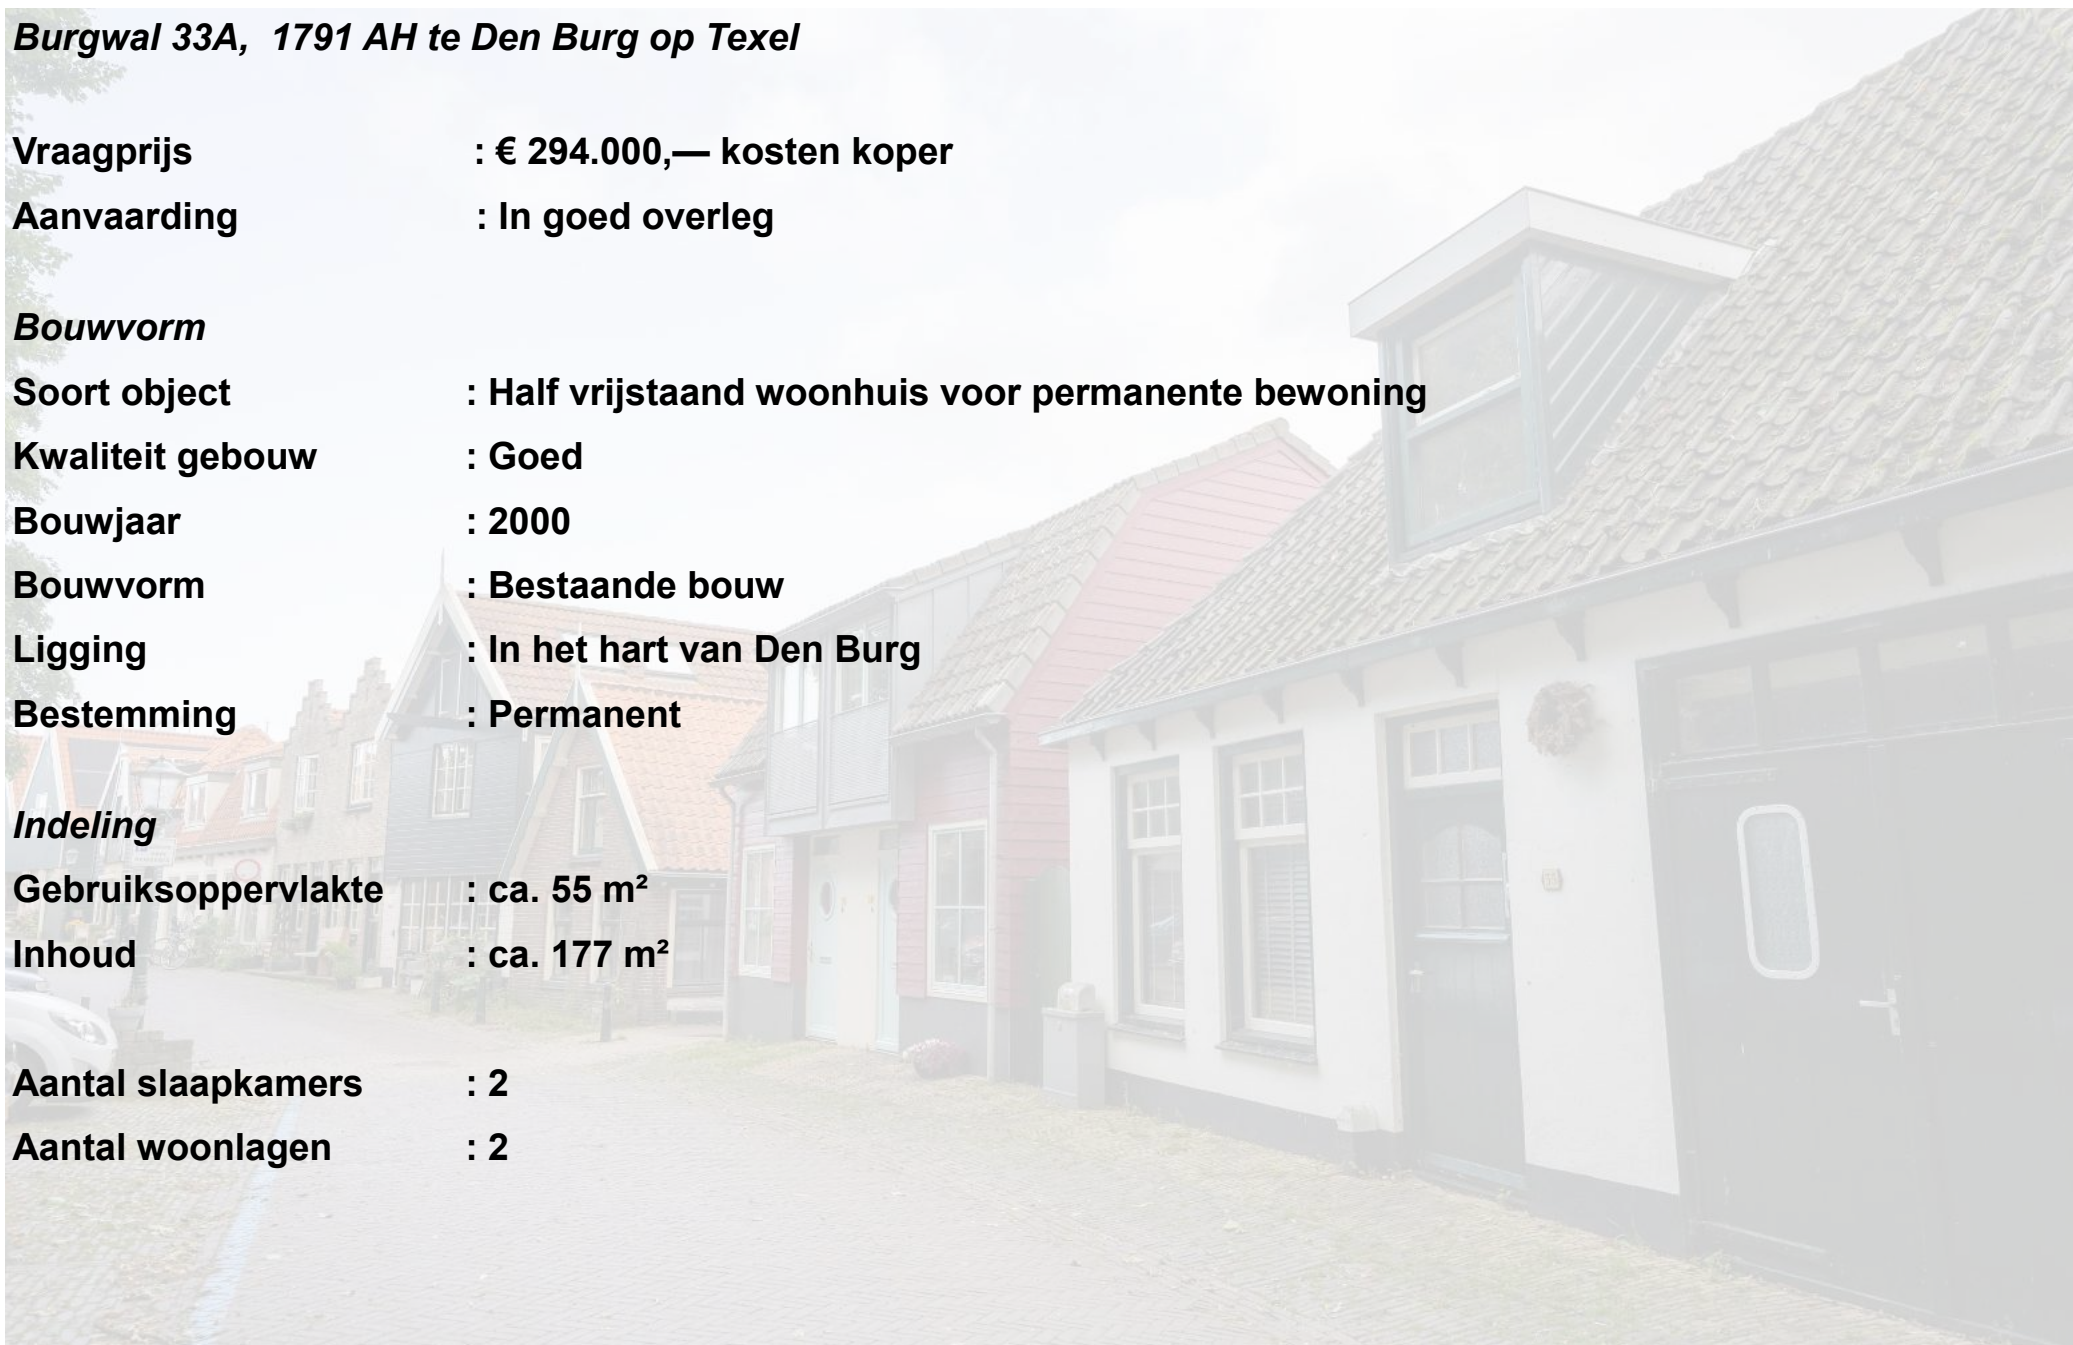 Burgwal 33A, 1791 AH te Den Burg op Texel
Vraagprijs : € 294.000,— kosten koper
Aanvaarding : In goed overleg
Bouwvorm
Soort object : Half vrijstaand woonhuis voor permanente bewoning
Kwaliteit gebouw : Goed
Bouwjaar : 2000
Bouwvorm : Bestaande bouw
Ligging : In het hart van Den Burg
Bestemming : Permanent
Indeling
Gebruiksoppervlakte : ca. 55 m²
Inhoud : ca. 177 m²
Aantal slaapkamers : 2
Aantal woonlagen : 2